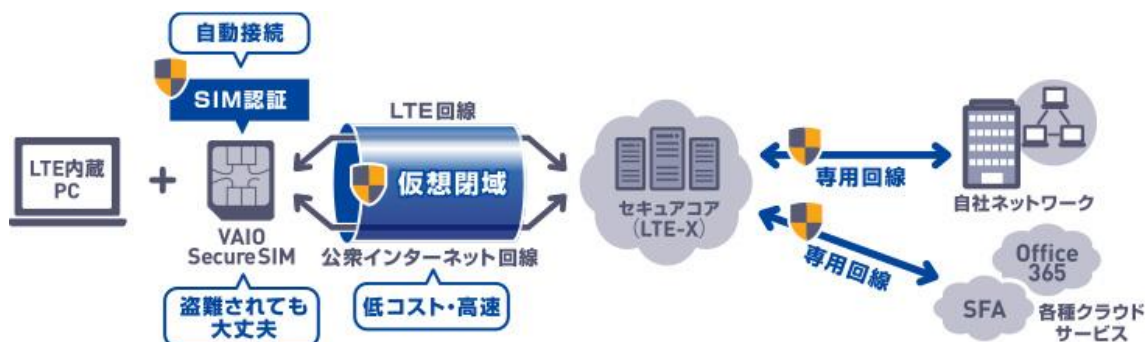 自動接続
SIM認証
LTE内蔵
PC
VAIO
SecureSIM
盗難されても
大丈夫
LTE回線
仮想閉域
公衆インターネット回線
低コスト・高速
セキュアコア
(LTE-X)
専用回線
自社ネットワーク
専用回線
Office
365
SFA
各種クラウド
サービス